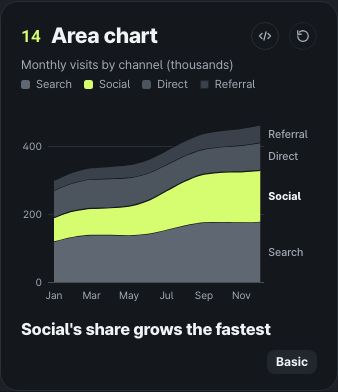 14 Area chart
Monthly visits by channel (thousands)
Search Social Direct Referral
Referral
400
Direct
Social
200
Search
0
Jan Mar May Jul Sep Nov
Social's share grows the fastest
Basic